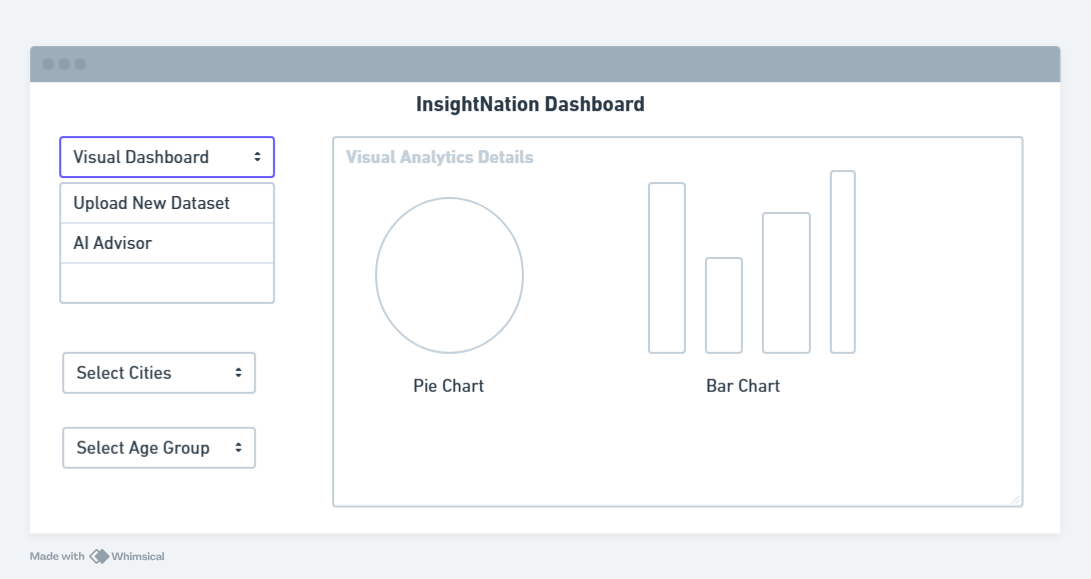 InsightNation Dashboard
Visual Dashboard
Upload New Dataset
AI Advisor
Select Cities
Select Age Group
Visual Analytics Details
Pie Chart
Bar Chart
Made with Whimsical